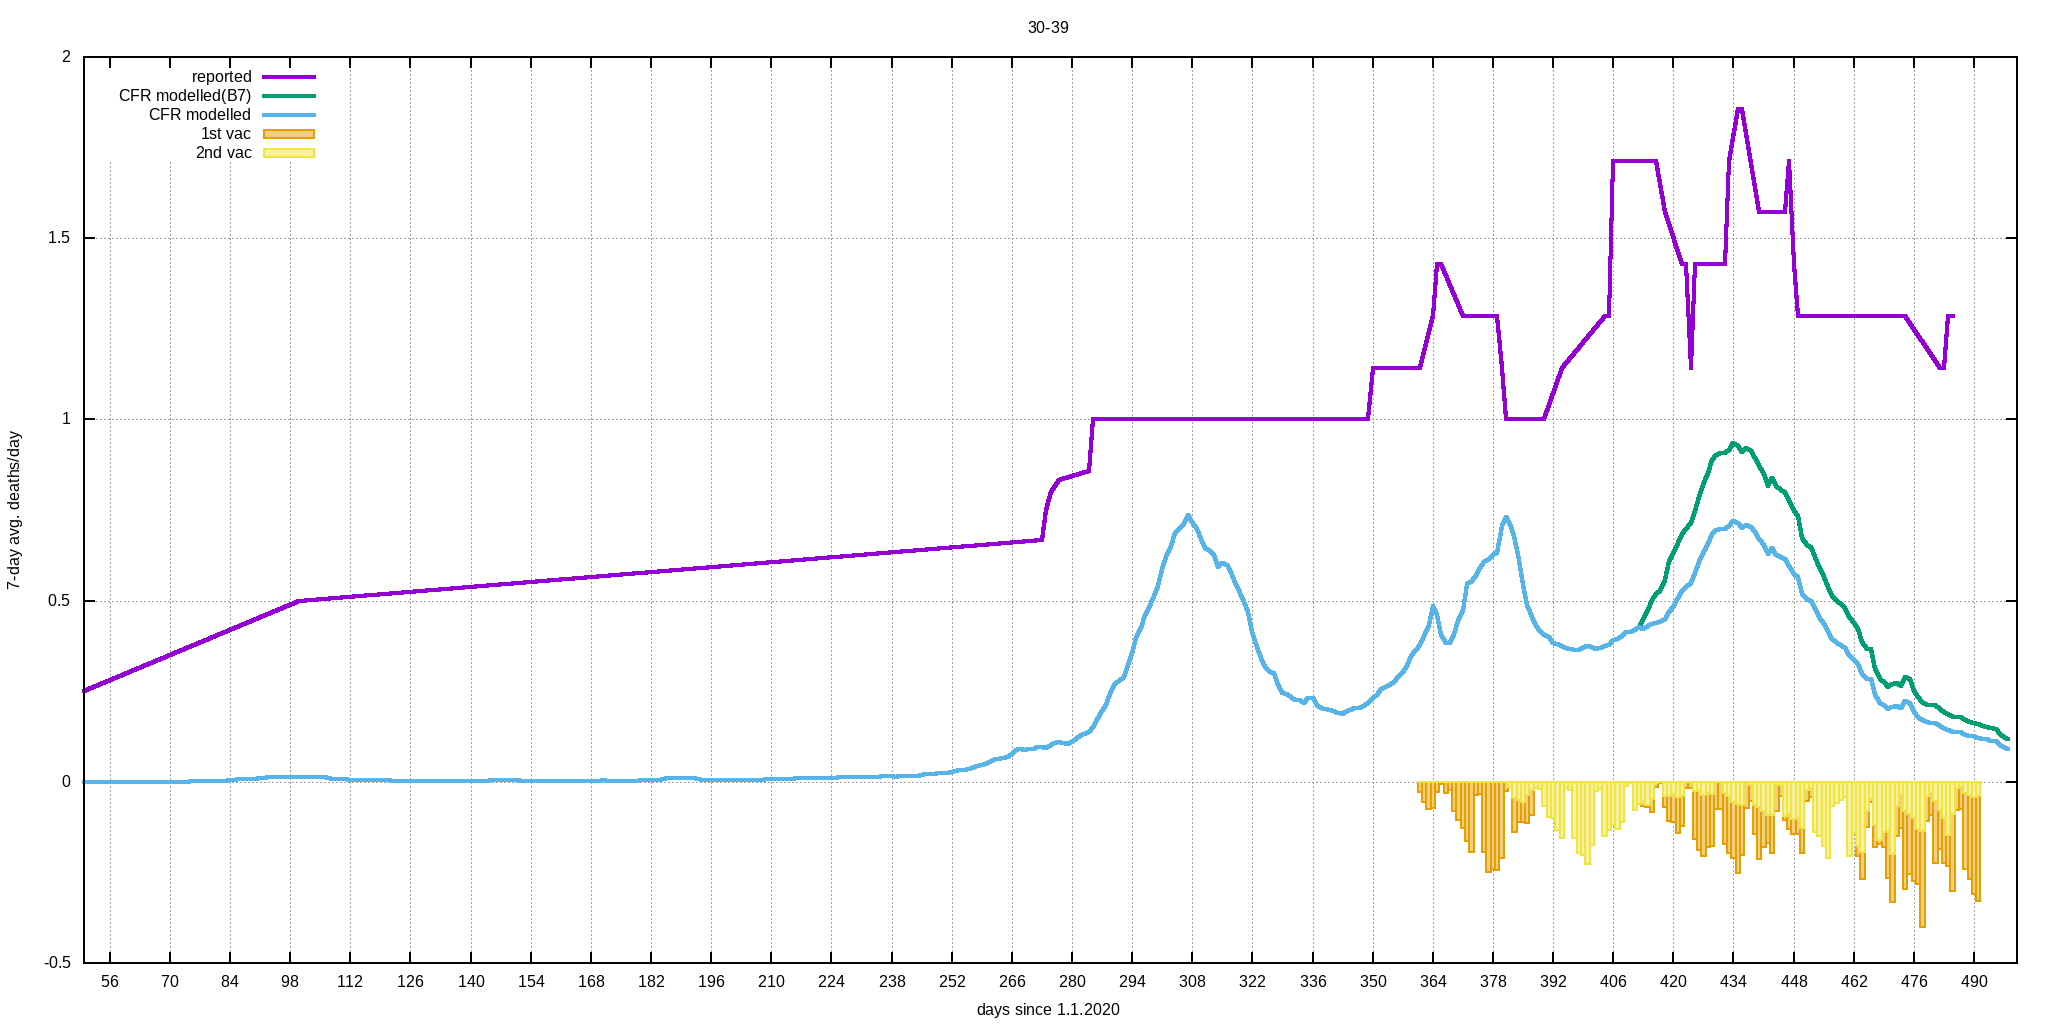 30-39
reported
CFR modelled(B7)
CFR modelled
1st vac
2nd vac
7-day avg. deaths/day
2
1.5
1
0.5
0
-0.5
56 70 84 98 112 126 140 154 168 182 196 210 224 238 252 266 280 294 308 322 336 350 364 378 392 406 420 434 448 462 476 490
days since 1.1.2020